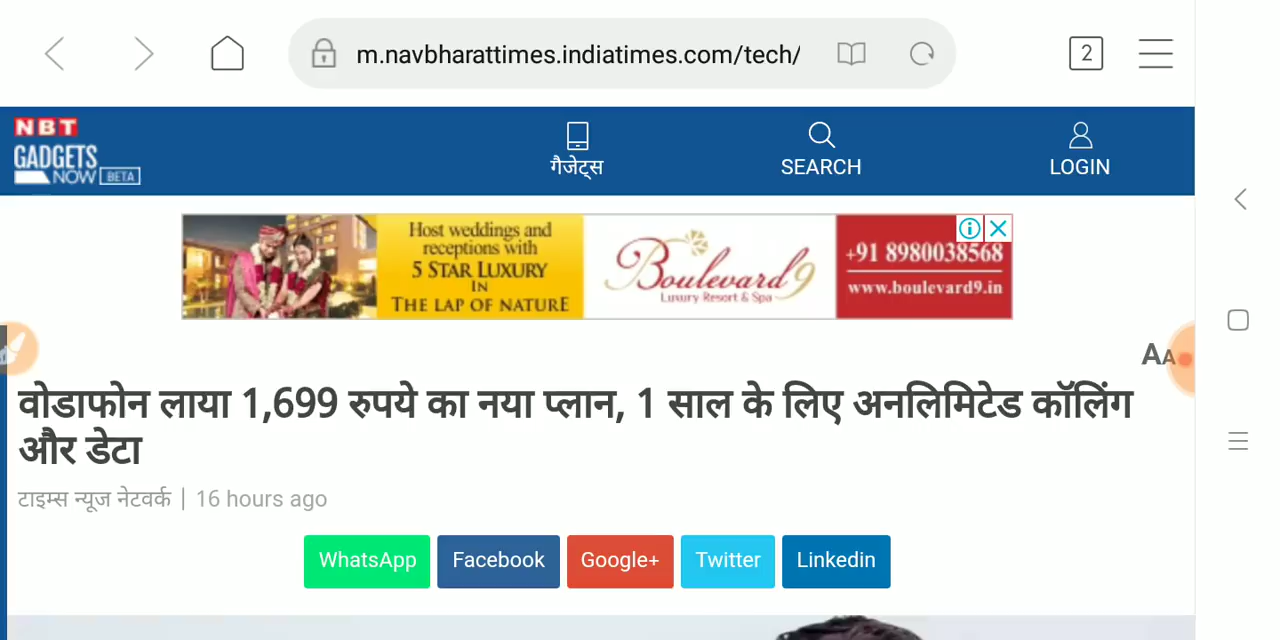 m.navbharattimes.indiatimes.com/tech/
2
NBT
GADGETS
NOW BETA
गैजेट्स
SEARCH
LOGIN
Host weddings and
receptions with
5 STAR LUXURY
IN
THE LAP OF NATURE
Boulevard9
Luxury Resort & Spa
+91 8980038568
www.boulevard9.in
AA
वोडाफोन लाया 1,699 रुपये का नया प्लान, 1 साल के लिए अनलिमिटेड कॉलिंग
और डेटा
टाइम्स न्यूज नेटवर्क | 16 hours ago
WhatsApp Facebook Google+ Twitter Linkedin